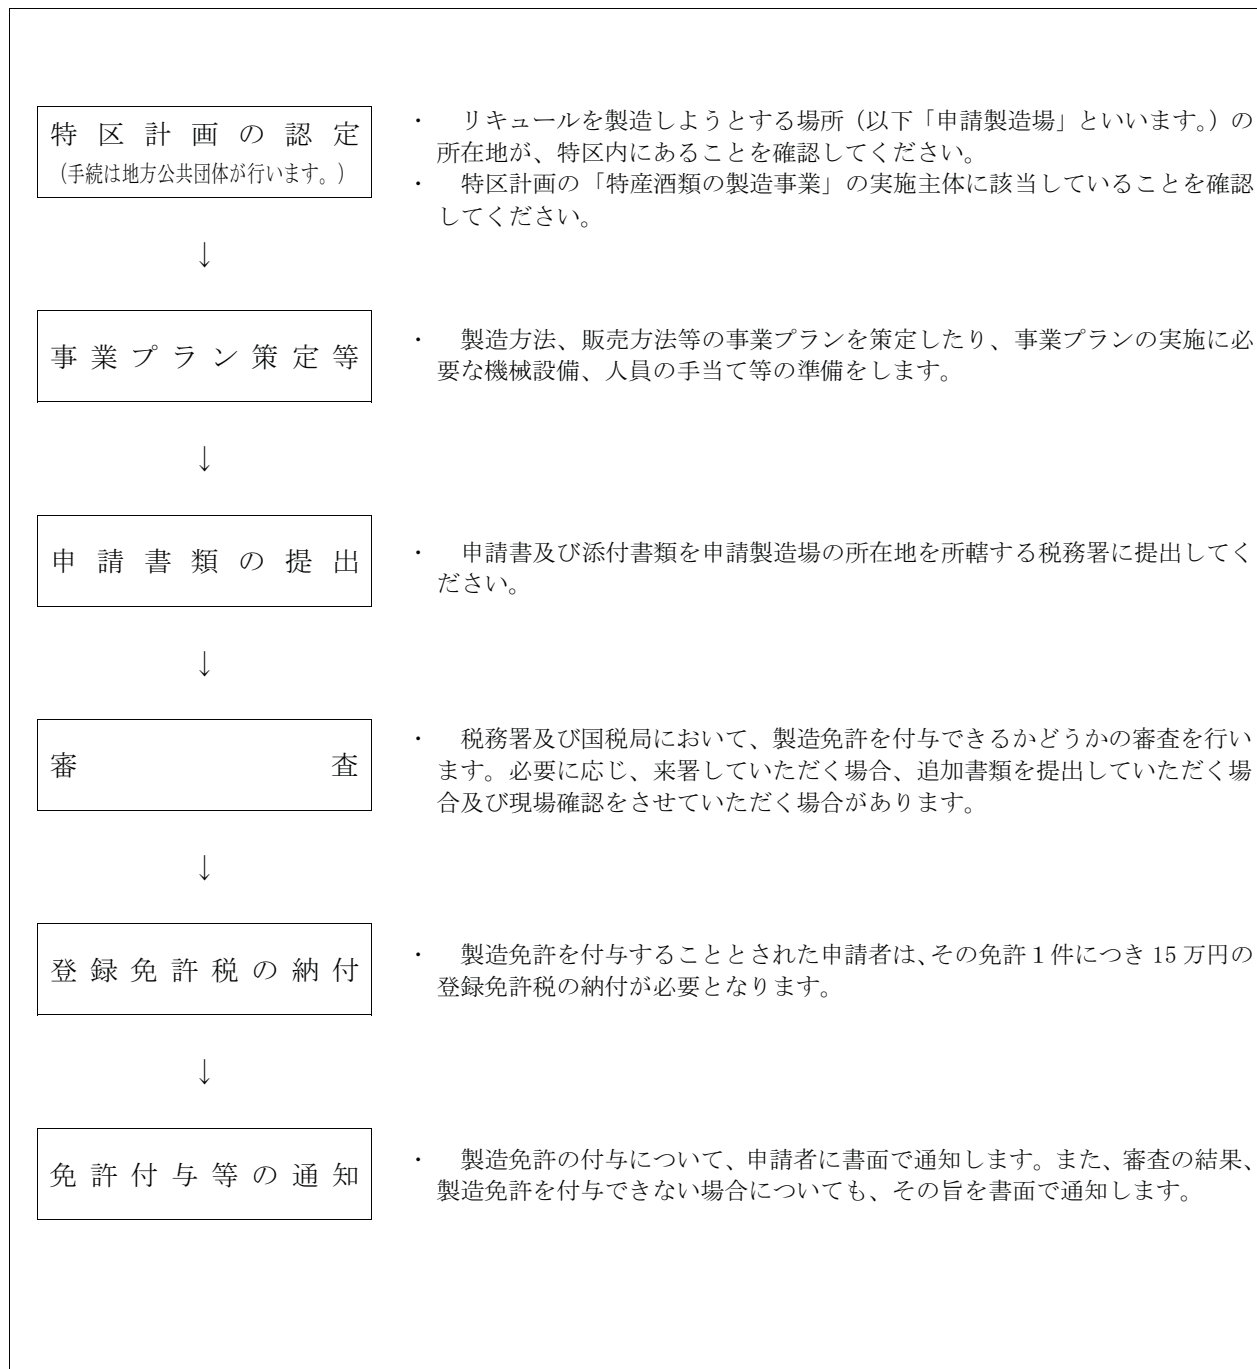 特区計画の認定
(手続は地方公共団体が行います。)
・ リキュールを製造しようとする場所（以下「申請製造場」といいます。）の
所在地が、特区内にあることを確認してください。
・ 特区計画の「特産酒類の製造事業」の実施主体に該当していることを確認
してください。
↓
事業プラン策定等
・ 製造方法、販売方法等の事業プランを策定したり、事業プランの実施に必
要な機械設備、人員の手当て等の準備をします。
↓
申請書類の提出
・ 申請書及び添付書類を申請製造場の所在地を所轄する税務署に提出してく
ださい。
↓
審査
・ 税務署及び国税局において、製造免許を付与できるかどうかの審査を行い
ます。必要に応じ、来署していただく場合、追加書類を提出していただく場
合及び現場確認をさせていただく場合があります。
↓
登録免許税の納付
・ 製造免許を付与することとされた申請者は、その免許１件につき 15 万円の
登録免許税の納付が必要となります。
↓
免許付与等の通知
・ 製造免許の付与について、申請者に書面で通知します。また、審査の結果、
製造免許を付与できない場合についても、その旨を書面で通知します。